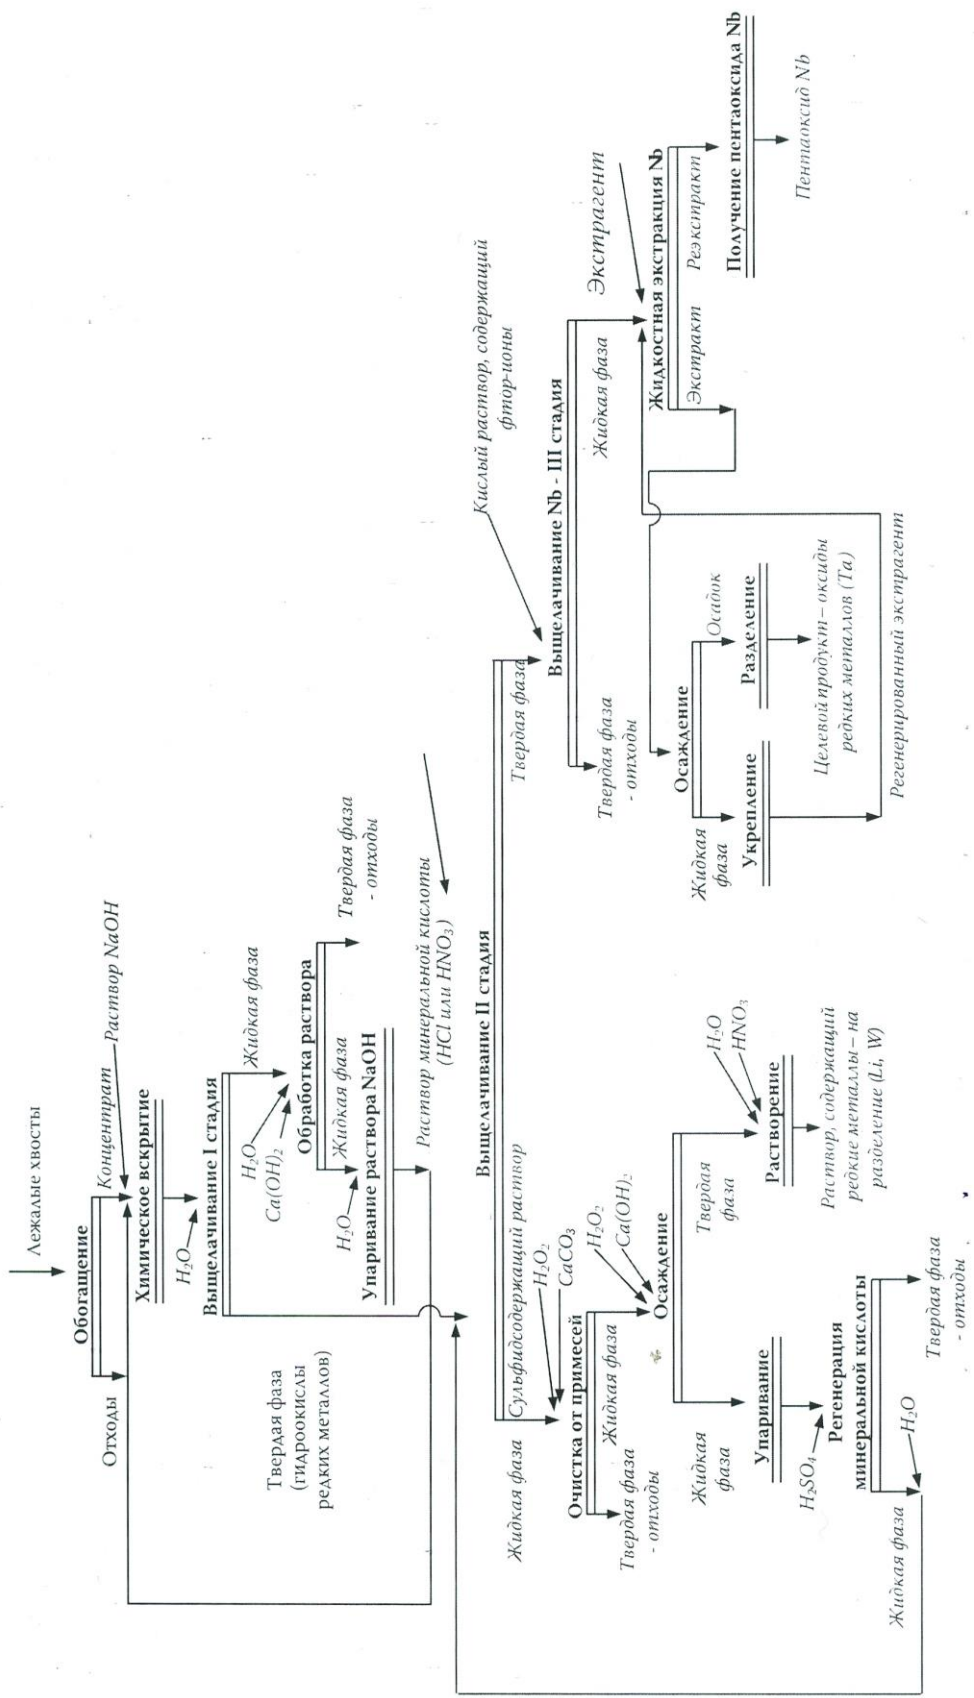 Лежалые хвосты
Обогащение
Отходы
Концентрат
Раствор NaOH
Химическое вскрытие
H₂O
Выщелачивание I стадия
Твердая фаза
(гидроокислы
редких металлов)
Жидкая фаза
H₂O
Ca(OH)₂
Обработка раствора
Жидкая фаза
Твердая фаза
- отходы
H₂O
Упаривание раствора NaOH
Раствор минеральной кислоты
(HCl или HNO₃)
Выщелачивание II стадия
Жидкая фаза
Сульфидсодержащий раствор
H₂O₂
CaCO₃
Очистка от примесей
Твердая фаза
- отходы
Жидкая фаза
H₂O₂
Ca(OH)₂
Осаждение
Жидкая
фаза
Твердая
фаза
H₂O
HNO₃
Упаривание
Растворение
H₂SO₄
Раствор, содержащий
редкие металлы – на
разделение (Li, W)
Регенерация
минеральной кислоты
Жидкая фаза
H₂O
Твердая фаза
- отходы
Твердая фаза
Кислый раствор, содержащий
фтор-ионы
Выщелачивание Nb - III стадия
Твердая фаза
- отходы
Жидкая фаза
Экстрагент
Жидкостная экстракция Nb
Экстракт
Реэкстракт
Получение пентаоксида Nb
Пентаоксид Nb
Осаждение
Жидкая
фаза
Осадок
Укрепление
Разделение
Целевой продукт – оксиды
редких металлов (Ta)
Регенерированный экстрагент